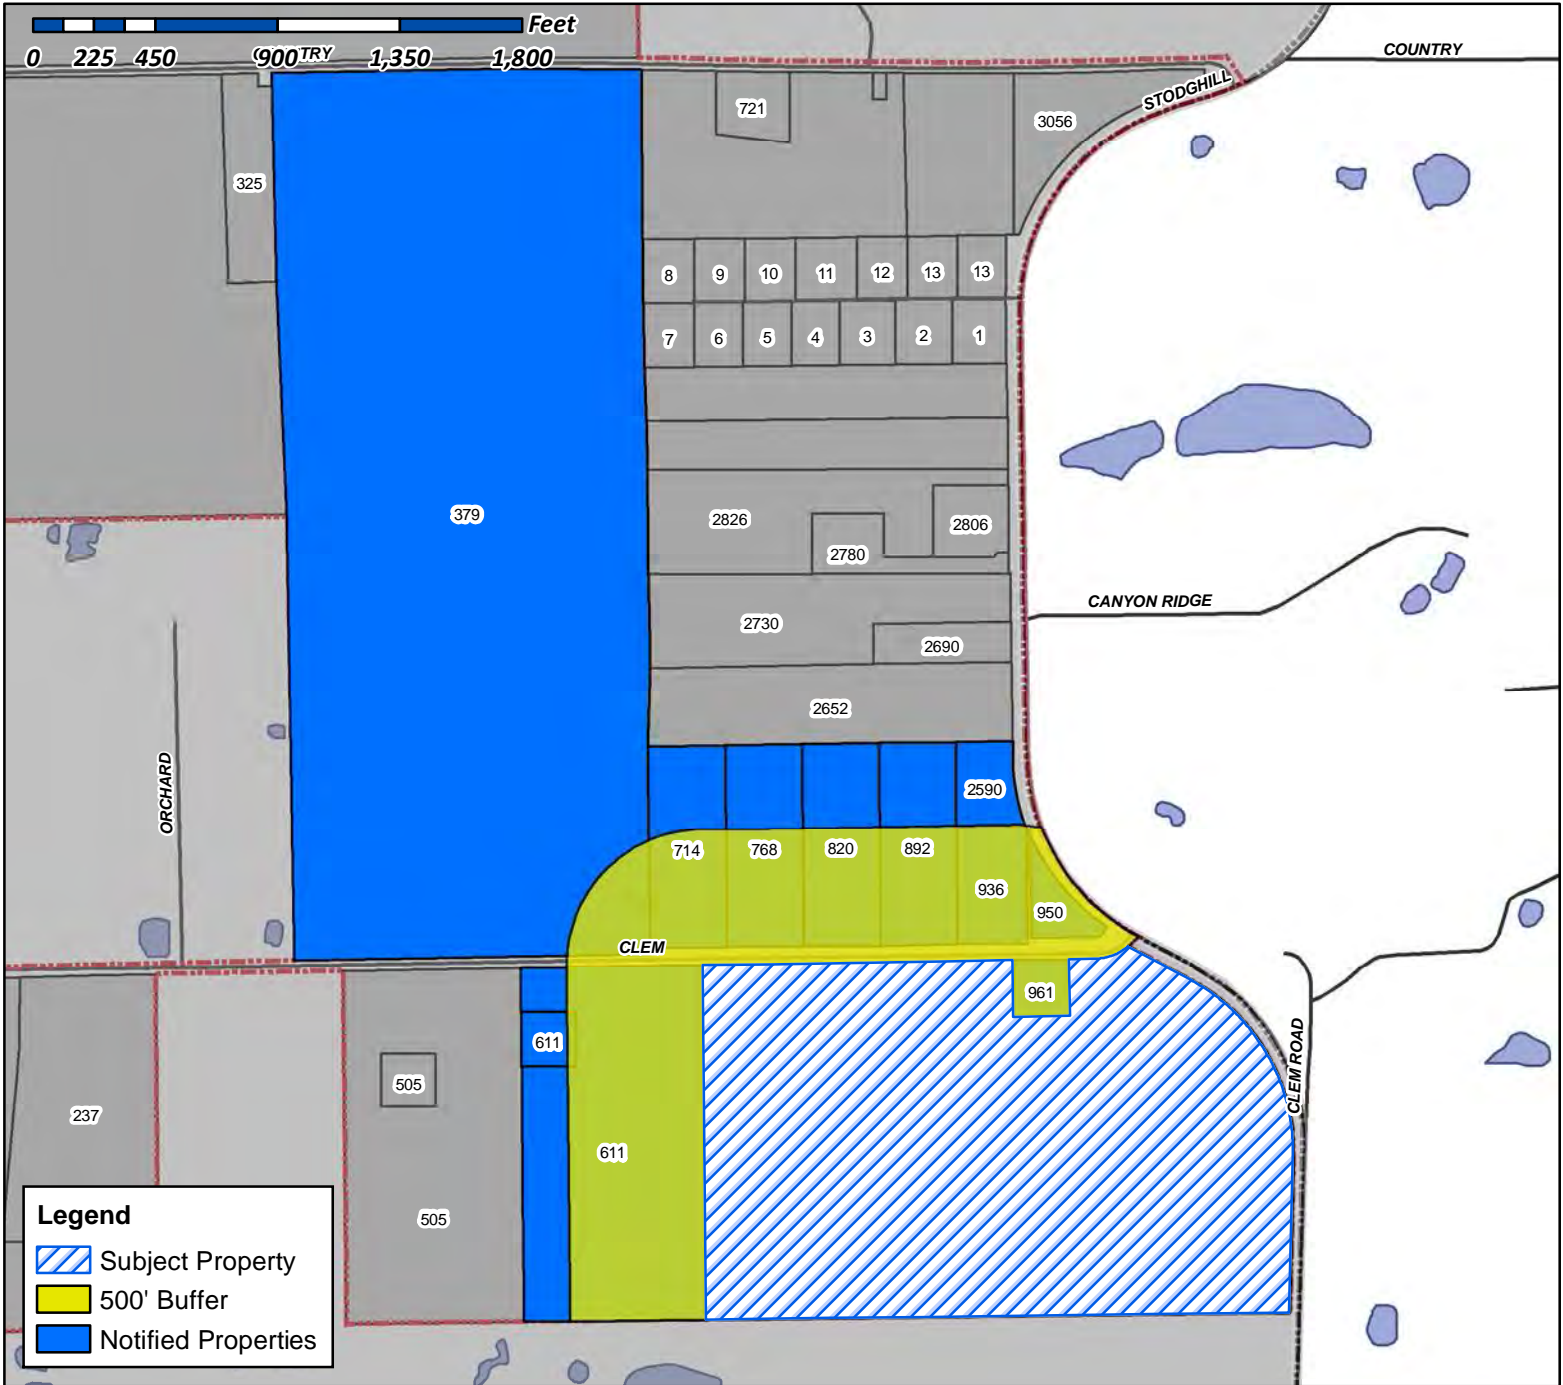 Feet
0 225 450 900 1,350 1,800
COUNTRY
STODGHILL
721
3056
325
8 9 10 11 12 13 13
7 6 5 4 3 2 1
379
2826
2806
2780
CANYON RIDGE
2730
2690
2652
ORCHARD
2590
714 768 820 892
936
950
CLEM
961
611
505
CLEM ROAD
237
611
505
Legend
Subject Property
500' Buffer
Notified Properties